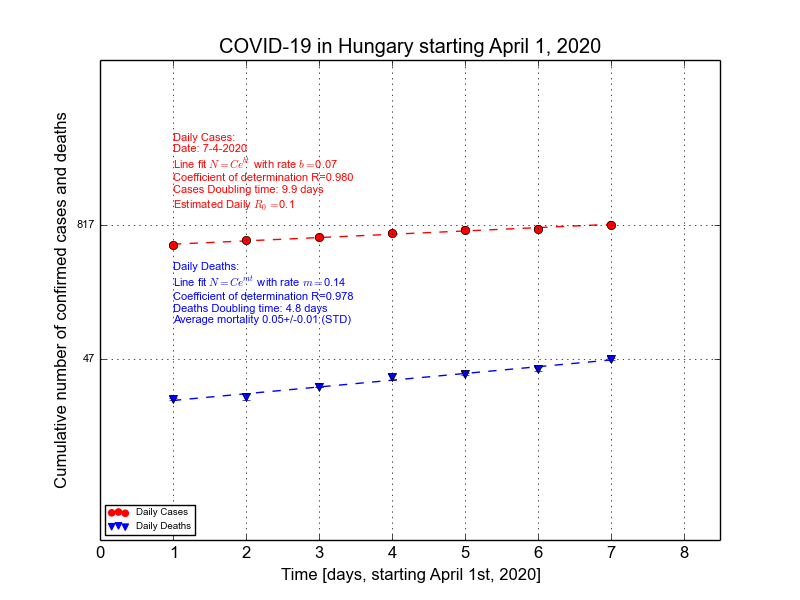 COVID-19 in Hungary starting April 1, 2020
Cumulative number of confirmed cases and deaths
Daily Cases:
Date: 7-4-2020
Line fit N=Ce^{bt} with rate b=0.07
Coefficient of determination R=0.980
Cases Doubling time: 9.9 days
Estimated Daily R_0=0.1
817
Daily Deaths:
Line fit N=Ce^{mt} with rate m=0.14
Coefficient of determination R=0.978
Deaths Doubling time: 4.8 days
Average mortality 0.05+/-0.01 (STD)
47
Daily Cases
Daily Deaths
0 1 2 3 4 5 6 7 8
Time [days, starting April 1st, 2020]